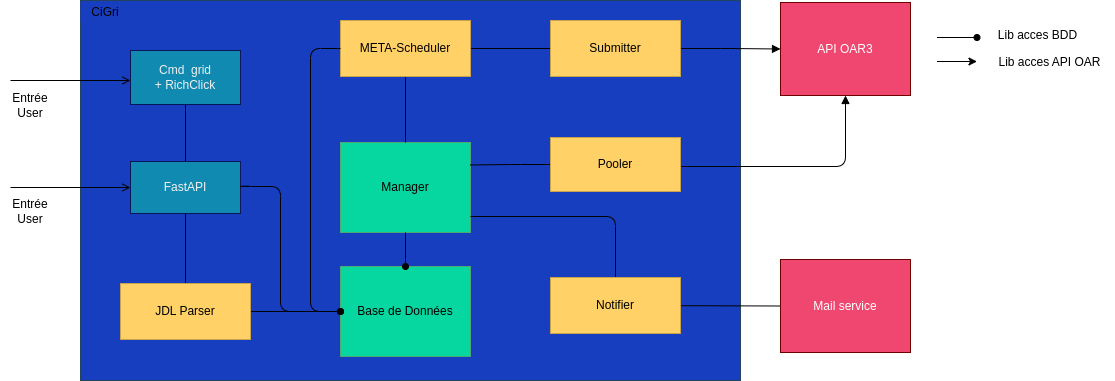 CiGri
META-Scheduler
Submitter
API OAR3
Lib acces BDD
Lib acces API OAR
Cmd grid
+ RichClick
Entrée
User
Manager
Pooler
FastAPI
Entrée
User
JDL Parser
Base de Données
Notifier
Mail service